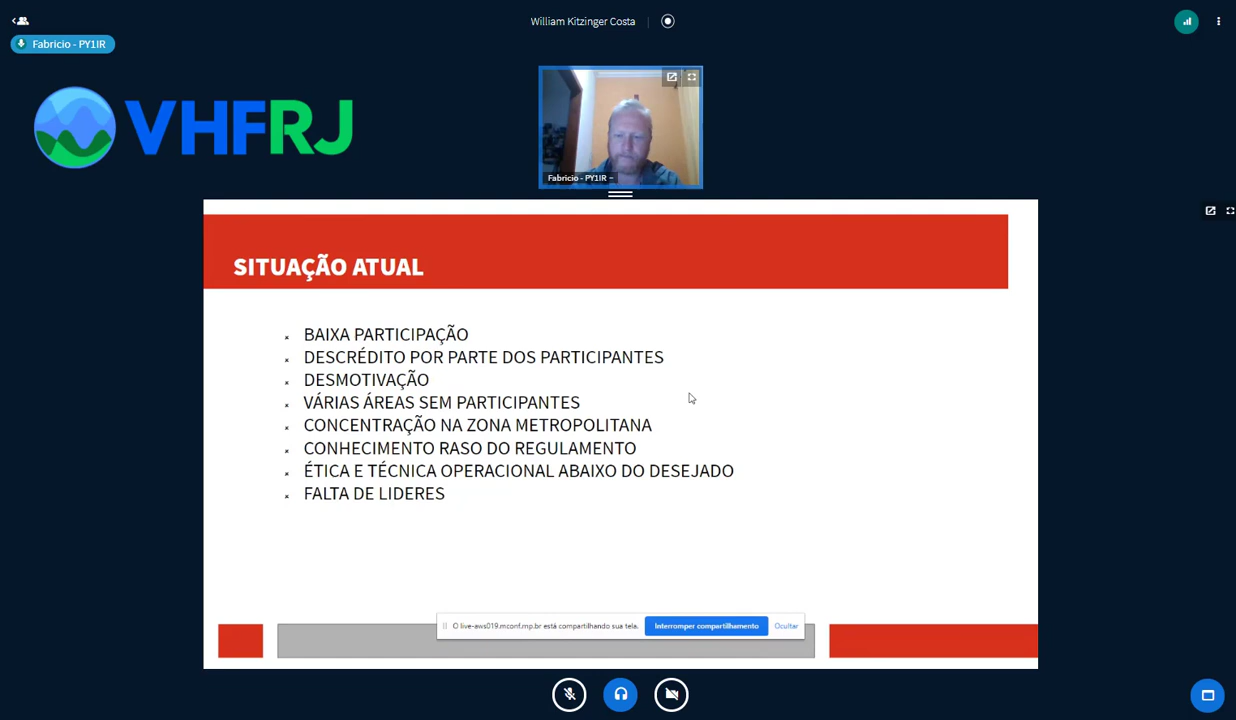 William Kitzinger Costa
Fabricio - PY1IR
VHFRJ
Fabricio - PY1IR
SITUAÇÃO ATUAL
BAIXA PARTICIPAÇÃO
DESCRÉDITO POR PARTE DOS PARTICIPANTES
DESMOTIVAÇÃO
VÁRIAS ÁREAS SEM PARTICIPANTES
CONCENTRAÇÃO NA ZONA METROPOLITANA
CONHECIMENTO RASO DO REGULAMENTO
ÉTICA E TÉCNICA OPERACIONAL ABAIXO DO DESEJADO
FALTA DE LIDERES
O live-aws019.mconf.mp.br está compartilhando sua tela. Interromper compartilhamento Ocultar